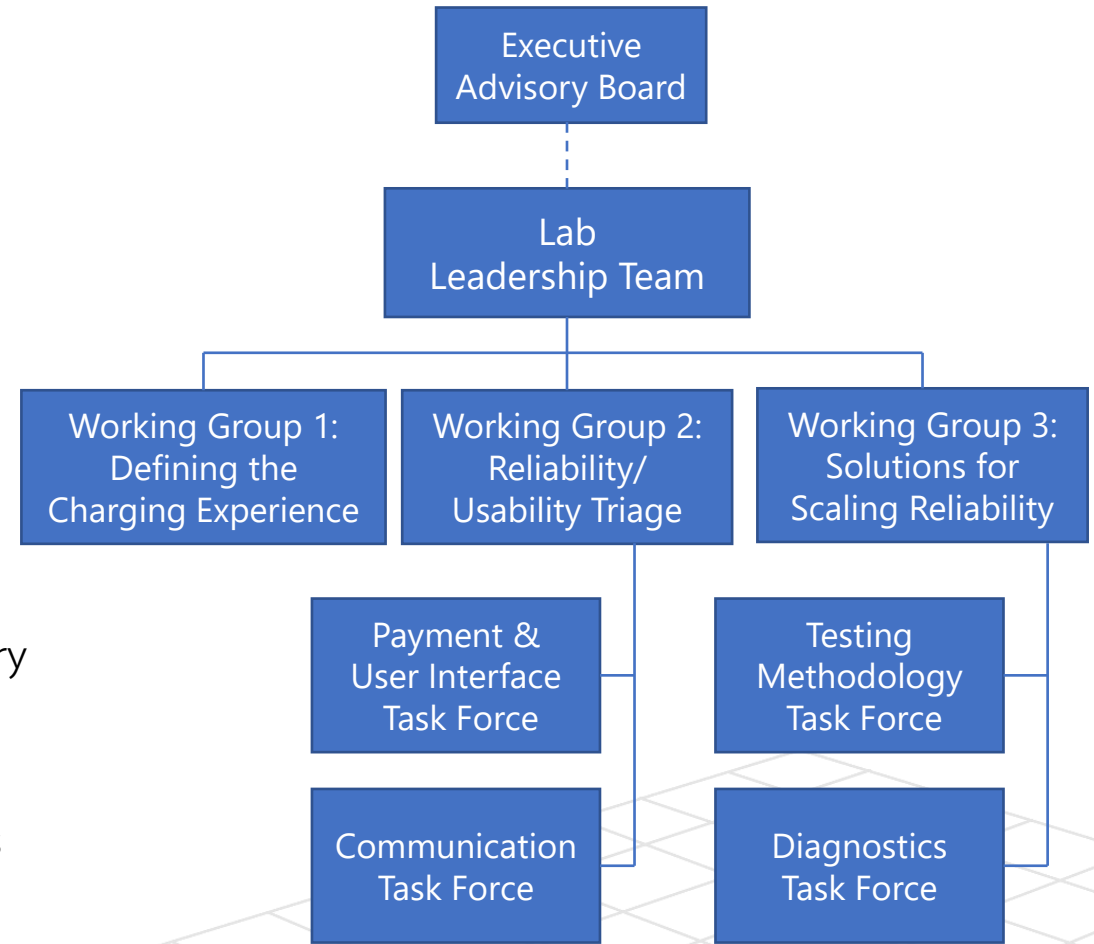 Executive
Advisory Board
Lab
Leadership Team
Working Group 1:
Defining the
Charging Experience
Working Group 2:
Reliability/
Usability Triage
Working Group 3:
Solutions for
Scaling Reliability
Payment &
User Interface
Task Force
Testing
Methodology
Task Force
ry
Communication
Task Force
Diagnostics
Task Force